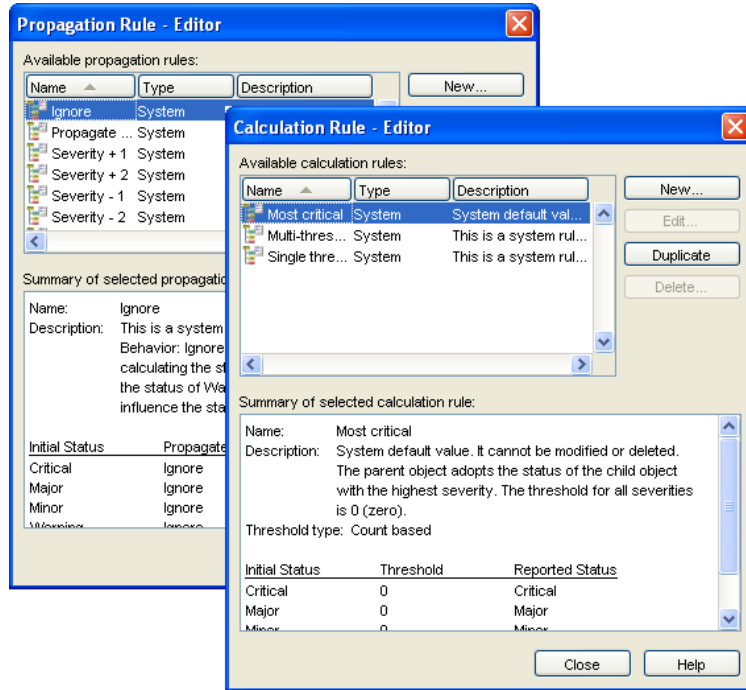 Propagation Rule - Editor
Available propagation rules:
Name Type Description New...
Ignore System
Propagate ... System
Severity + 1 System
Severity + 2 System
Severity - 1 System
Severity - 2 System
Summary of selected
Name: Ignore
Description: This is a system
Behavior: Ignore
calculating the
the status of
influence the
Initial Status Propagate
Critical Ignore
Major Ignore
Minor Ignore
Warning Ignore
Calculation Rule - Editor
Available calculation rules:
Name Type Description New...
Most critical System System default val... Edit...
Multi-thres... System This is a system rul... Duplicate
Single thre... System This is a system rul... Delete...
Summary of selected calculation rule:
Name: Most critical
Description: System default value. It cannot be modified or deleted.
The parent object adopts the status of the child object
with the highest severity. The threshold for all severities
is 0 (zero).
Threshold type: Count based
Initial Status Threshold Reported Status
Critical 0 Critical
Major 0 Major
Minor 0 Minor
Close Help